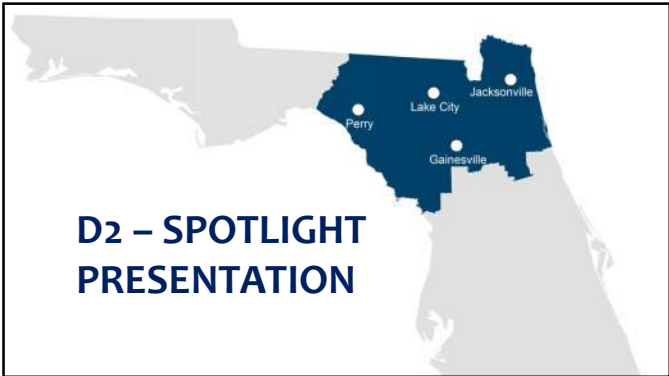 Jacksonville
Lake City
Perry
Gainesville
D2 – SPOTLIGHT
PRESENTATION